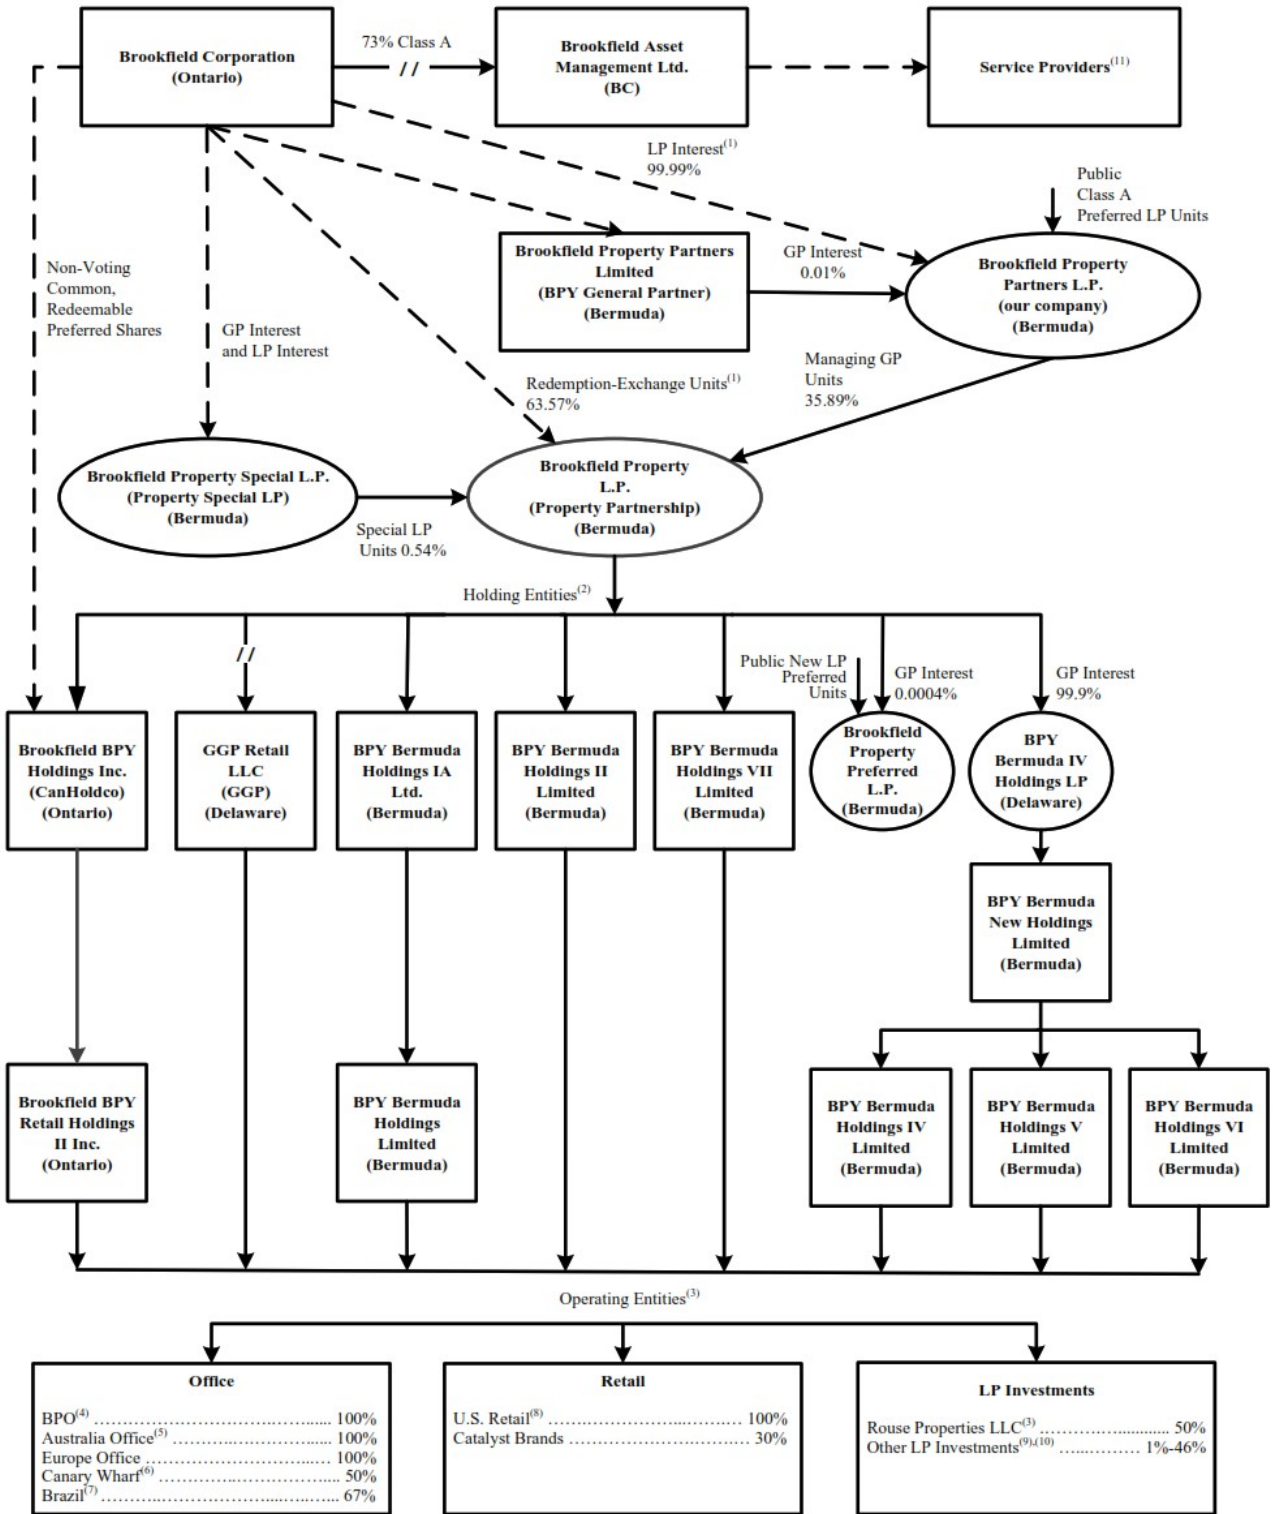 Brookfield Corporation
(Ontario)
73% Class A
//
Brookfield Asset
Management Ltd.
(BC)
Service Providers(11)
LP Interest(1)
99.99%
Public
Class A
Preferred LP Units
Non-Voting
Common,
Redeemable
Preferred Shares
GP Interest
and LP Interest
Brookfield Property Partners
Limited
(BPY General Partner)
(Bermuda)
GP Interest
0.01%
Brookfield Property
Partners L.P.
(our company)
(Bermuda)
Redemption-Exchange Units(1)
63.57%
Managing GP
Units
35.89%
Brookfield Property Special L.P.
(Property Special LP)
(Bermuda)
Special LP
Units 0.54%
Brookfield Property
L.P.
(Property Partnership)
(Bermuda)
Holding Entities(2)
//
Public New LP
Preferred
Units
GP Interest
0.0004%
GP Interest
99.9%
Brookfield BPY
Holdings Inc.
(CanHoldco)
(Ontario)
GGP Retail
LLC
(GGP)
(Delaware)
BPY Bermuda
Holdings IA
Ltd.
(Bermuda)
BPY Bermuda
Holdings II
Limited
(Bermuda)
BPY Bermuda
Holdings VII
Limited
(Bermuda)
Brookfield
Property
Preferred
L.P.
(Bermuda)
BPY
Bermuda IV
Holdings LP
(Delaware)
BPY Bermuda
New Holdings
Limited
(Bermuda)
Brookfield BPY
Retail Holdings
II Inc.
(Ontario)
BPY Bermuda
Holdings
Limited
(Bermuda)
BPY Bermuda
Holdings IV
Limited
(Bermuda)
BPY Bermuda
Holdings V
Limited
(Bermuda)
BPY Bermuda
Holdings VI
Limited
(Bermuda)
Operating Entities(3)
Office
BPO(4) ........................................ 100%
Australia Office(5) ........................... 100%
Europe Office ................................ 100%
Canary Wharf(6) ............................... 50%
Brazil(7) ........................................ 67%
Retail
U.S. Retail(8) ................................ 100%
Catalyst Brands ............................... 30%
LP Investments
Rouse Properties LLC(3) ...................... 50%
Other LP Investments(9),(10) ............... 1%-46%